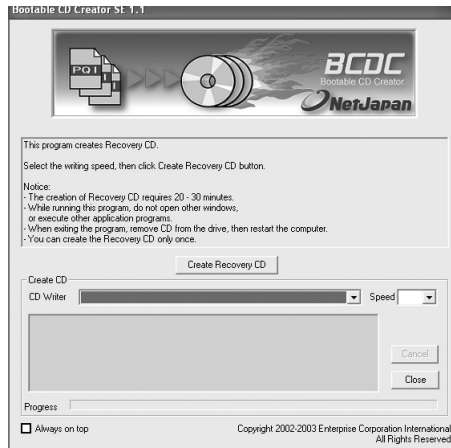 Bootable CD Creator SE 1.1
PQI
BCDC
Bootable CD Creator
NetJapan
This program creates Recovery CD.
Select the writing speed, then click Create Recovery CD button.
Notice:
- The creation of Recovery CD requires 20 - 30 minutes.
- While running this program, do not open other windows,
or execute other application programs.
- When exiting the program, remove CD from the drive, then restart the computer.
- You can create the Recovery CD only once.
Create Recovery CD
Create CD
CD Writer
Speed
Cancel
Close
Progress
Always on top
Copyright 2002-2003 Enterprise Corporation International
All Rights Reserved